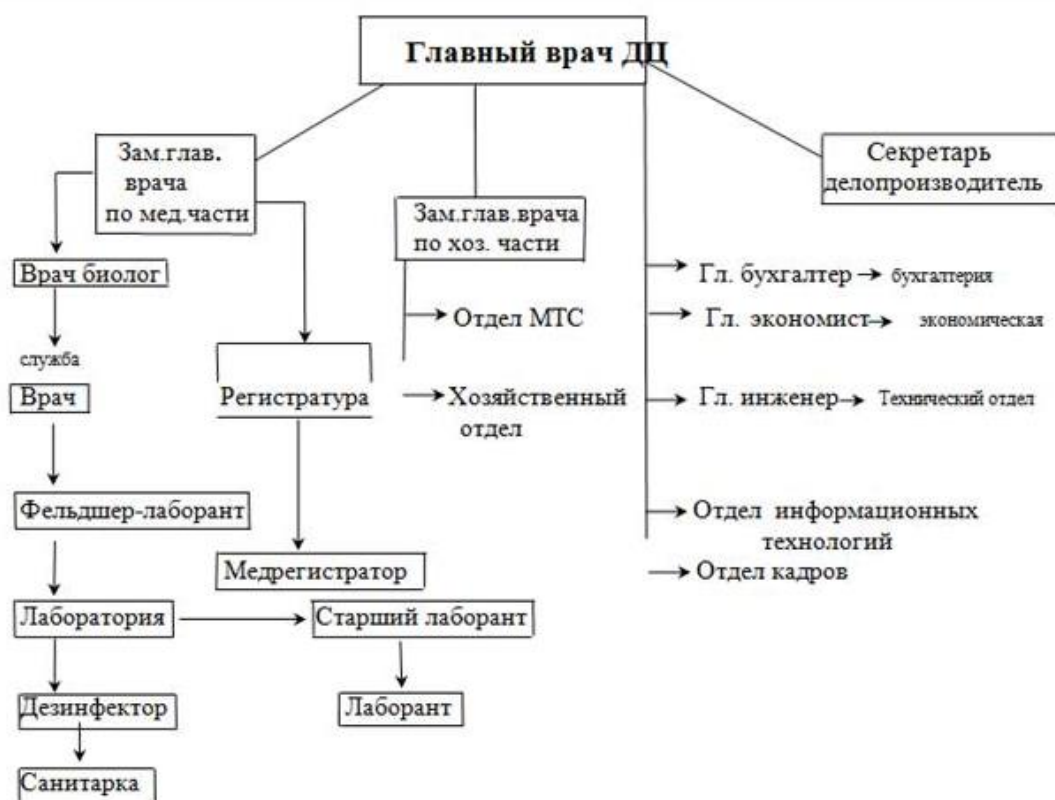 Главный врач ДЦ
Зам.глав.
врача
по мед.части
Секретарь
делопроизводитель
Зам.глав.врача
по хоз. части
Врач биолог
Гл. бухгалтер
бухгалтерия
Отдел МТС
Гл. экономист
экономическая
служба
Врач
Регистратура
Хозяйственный
отдел
Гл. инженер
Технический отдел
Фельдшер-лаборант
Отдел информационных
технологий
Медрегистратор
Отдел кадров
Лаборатория
Старший лаборант
Дезинфектор
Лаборант
Санитарка